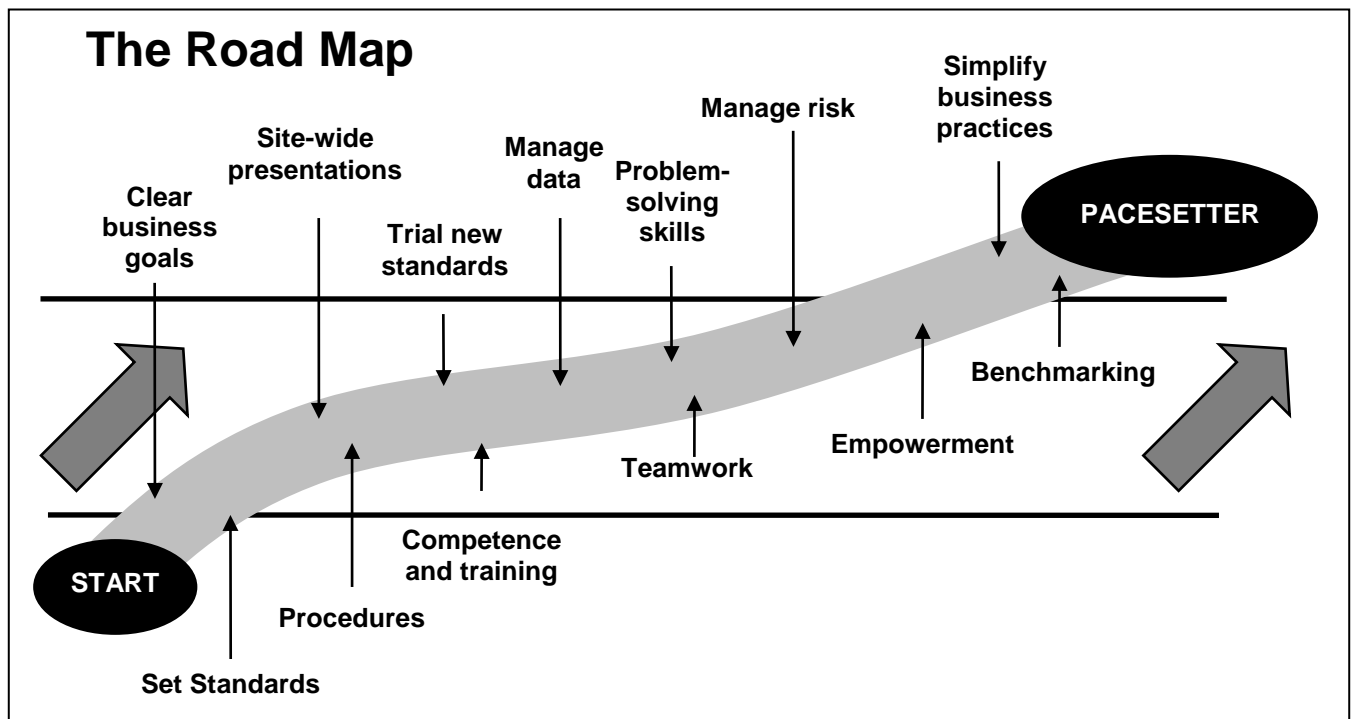 The Road Map
Simplify
business
practices
Manage risk
Site-wide
presentations
Manage
data
Problem-
solving
skills
Clear
business
goals
Trial new
standards
PACESETTER
Benchmarking
Empowerment
Teamwork
Competence
and training
START
Procedures
Set Standards